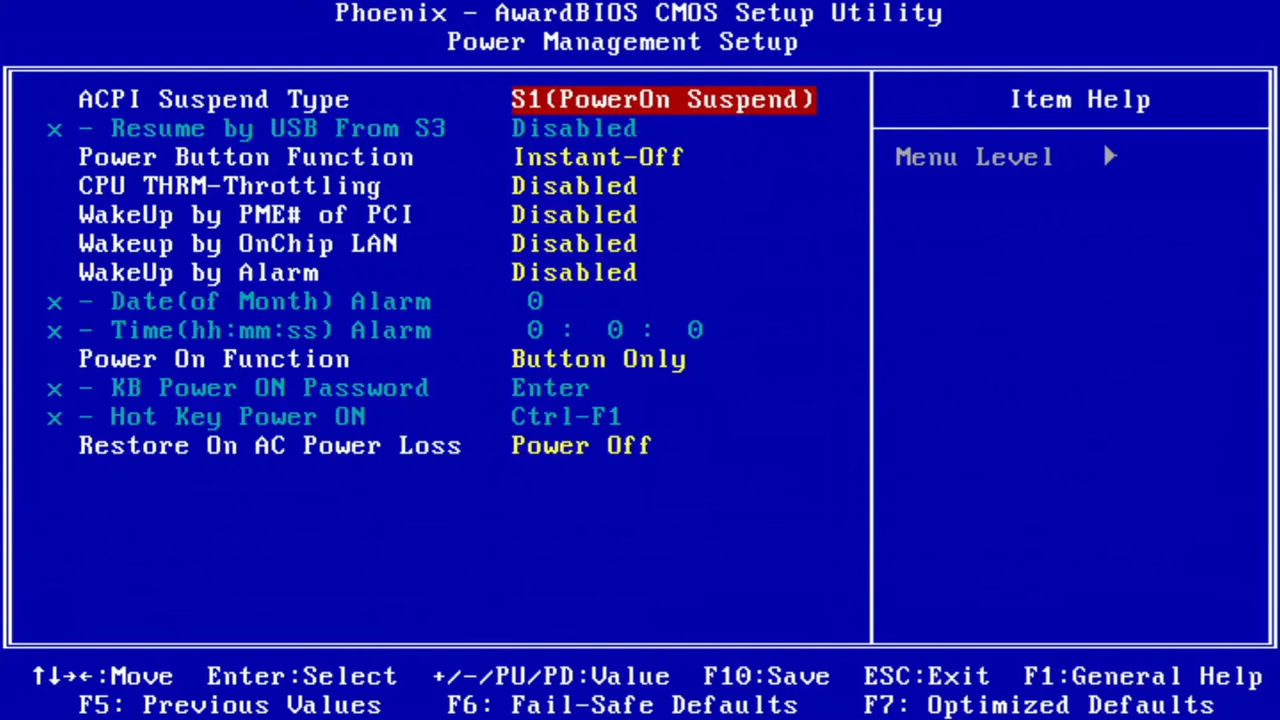 Phoenix - AwardBIOS CMOS Setup Utility
Power Management Setup
ACPI Suspend Type S1(PowerOn Suspend)
x - Resume by USB From S3 Disabled
Power Button Function Instant-Off
CPU THRM-Throttling Disabled
WakeUp by PME# of PCI Disabled
Wakeup by OnChip LAN Disabled
WakeUp by Alarm Disabled
x - Date(of Month) Alarm 0
x - Time(hh:mm:ss) Alarm 0 : 0 : 0
Power On Function Button Only
x - KB Power ON Password Enter
x - Hot Key Power ON Ctrl-F1
Restore On AC Power Loss Power Off
Item Help
Menu Level ▶
↑↓→←:Move Enter:Select +/-/PU/PD:Value F10:Save ESC:Exit F1:General Help
F5: Previous Values F6: Fail-Safe Defaults F7: Optimized Defaults